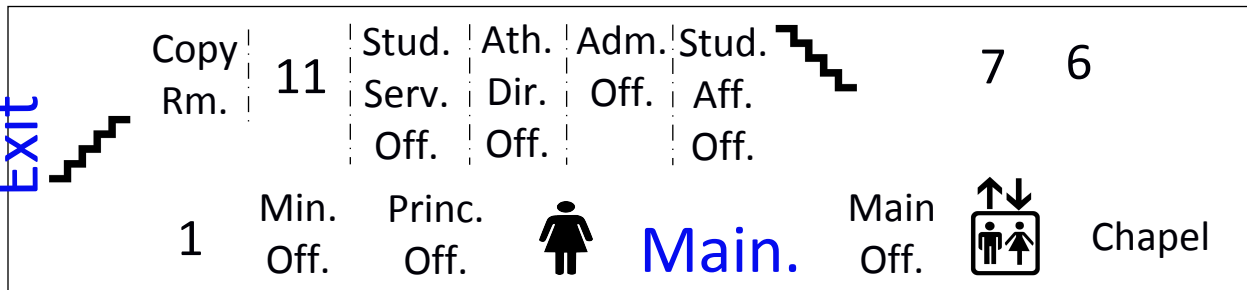 Exit
Copy Rm.
11
Stud. Serv. Off.
Ath. Dir. Off.
Adm. Off.
Stud. Aff. Off.
7
6
1
Min. Off.
Princ. Off.
Main.
Main Off.
Chapel